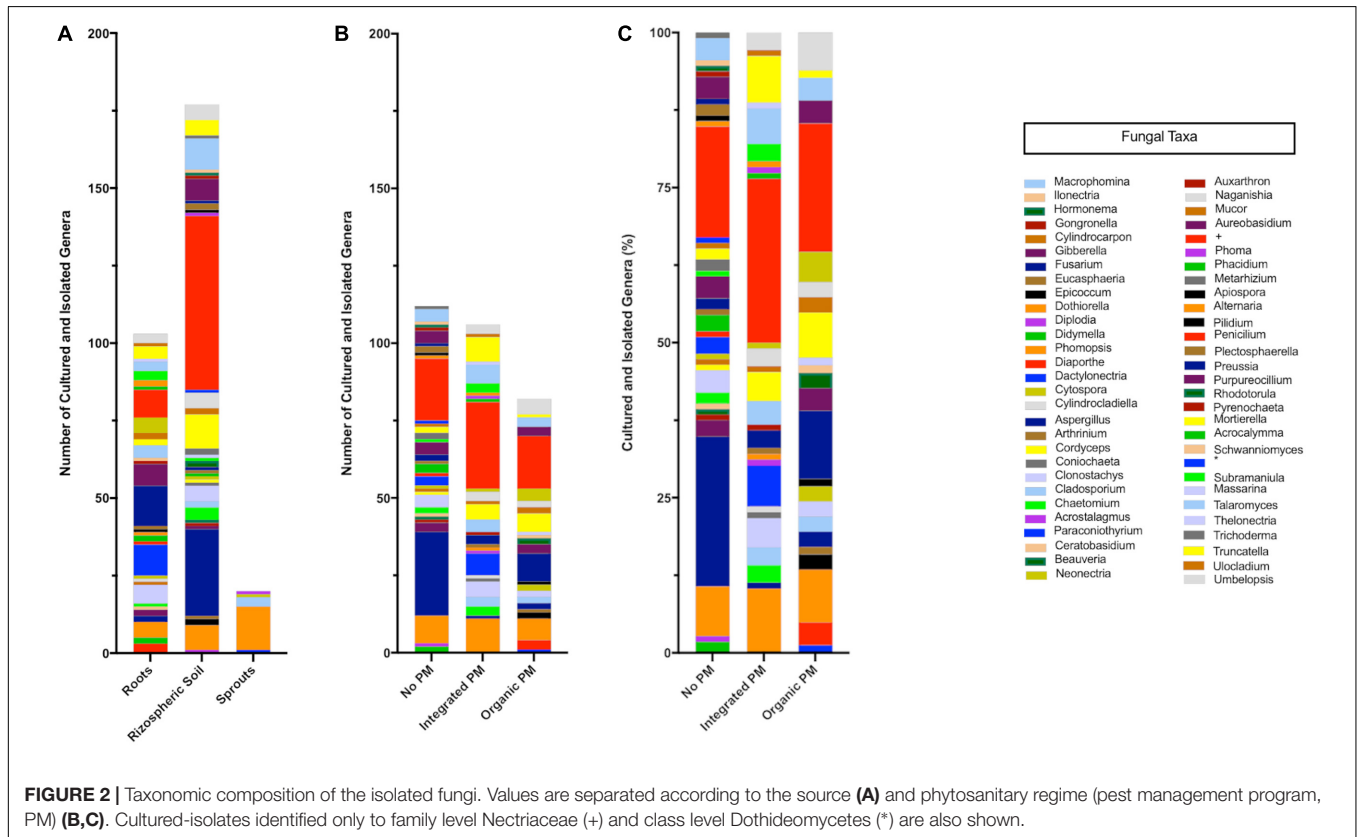 A
200
150
100
50
0
Number of Cultured and Isolated Genera
Roots
Rizospheric Soil
Sprouts
B
200
150
100
50
0
Number of Cultured and Isolated Genera
No PM
Integrated PM
Organic PM
C
100
75
50
25
0
Cultured and Isolated Genera (%)
No PM
Integrated PM
Organic PM
Fungal Taxa
Macrophomina
Ilonectria
Hormonema
Gongronella
Cylindrocarpon
Gibberella
Fusarium
Eucasphaeria
Epicoccum
Dothiorella
Diplodia
Didymella
Phomopsis
Diaporthe
Dactylonectria
Cytospora
Cylindrocladiella
Aspergillus
Arthrinium
Cordyceps
Coniochaeta
Clonostachys
Cladosporium
Chaetomium
Acrostalagmus
Paraconiothyrium
Ceratobasidium
Beauveria
Neonectria
Auxarthron
Naganishia
Mucor
Aureobasidium
+
Phoma
Phacidium
Metarhizium
Apiospora
Alternaria
Pilidium
Penicilium
Plectosphaerella
Preussia
Purpureocillium
Rhodotorula
Pyrenochaeta
Mortierella
Acrocalymma
Schwanniomyces
*
Subramaniula
Massarina
Talaromyces
Thelonectria
Trichoderma
Truncatella
Ulocladium
Umbelopsis
FIGURE 2 | Taxonomic composition of the isolated fungi. Values are separated according to the source (A) and phytosanitary regime (pest management program,
PM) (B,C). Cultured-isolates identified only to family level Nectriaceae (+) and class level Dothideomycetes (*) are also shown.